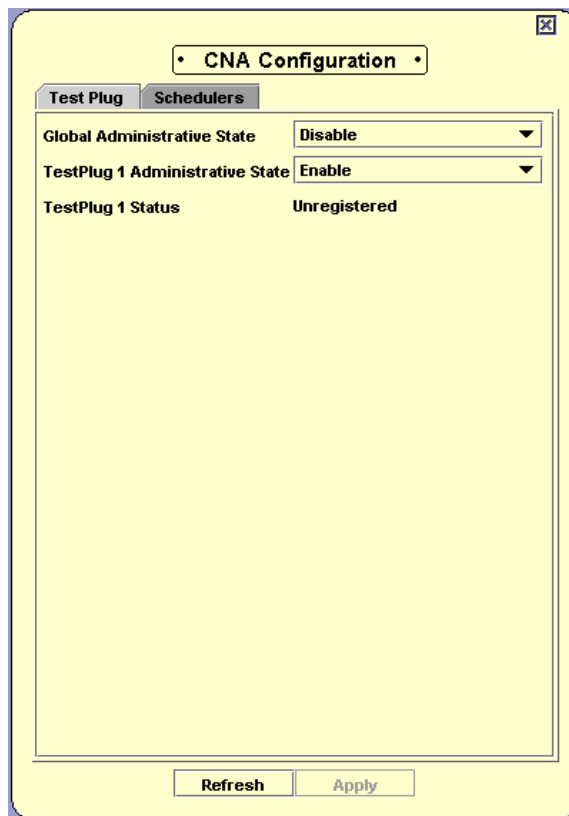 • CNA Configuration •
Test Plug Schedulers
Global Administrative State Disable
TestPlug 1 Administrative State Enable
TestPlug 1 Status Unregistered
Refresh Apply